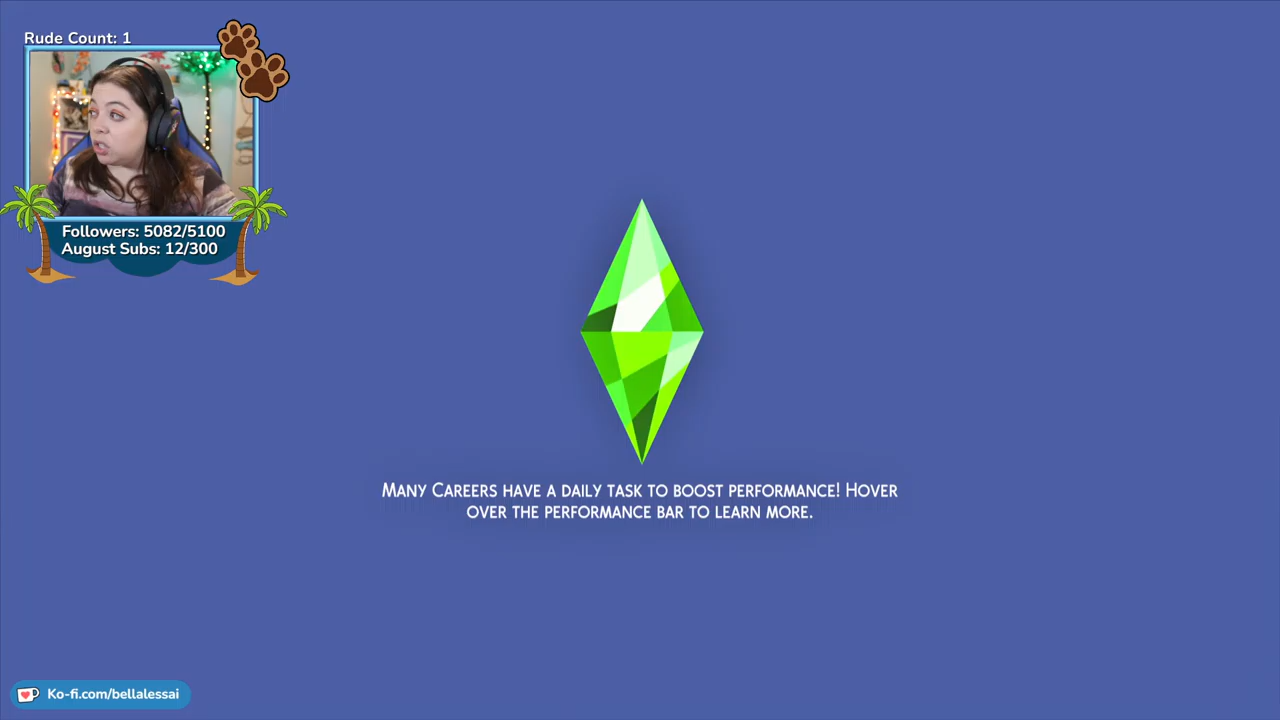 Rude Count: 1
Followers: 5082/5100
August Subs: 12/300
MANY CAREERS HAVE A DAILY TASK TO BOOST PERFORMANCE! HOVER
OVER THE PERFORMANCE BAR TO LEARN MORE.
Ko-fi.com/bellalessai